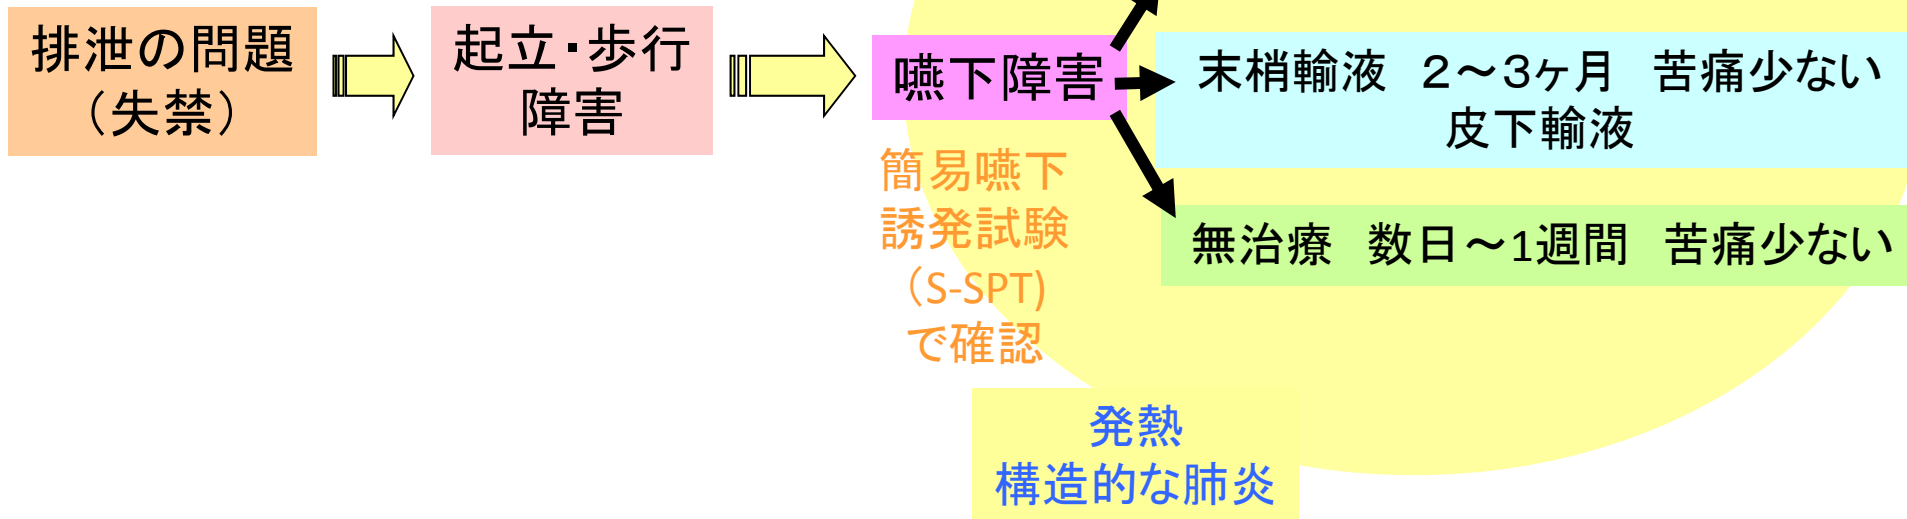 排泄の問題
（失禁）
起立・歩行
障害
嚥下障害
末梢輸液　２～３ヶ月　苦痛少ない
皮下輸液
無治療　数日～1週間　苦痛少ない
簡易嚥下
誘発試験
（S-SPT)
で確認
発熱
構造的な肺炎